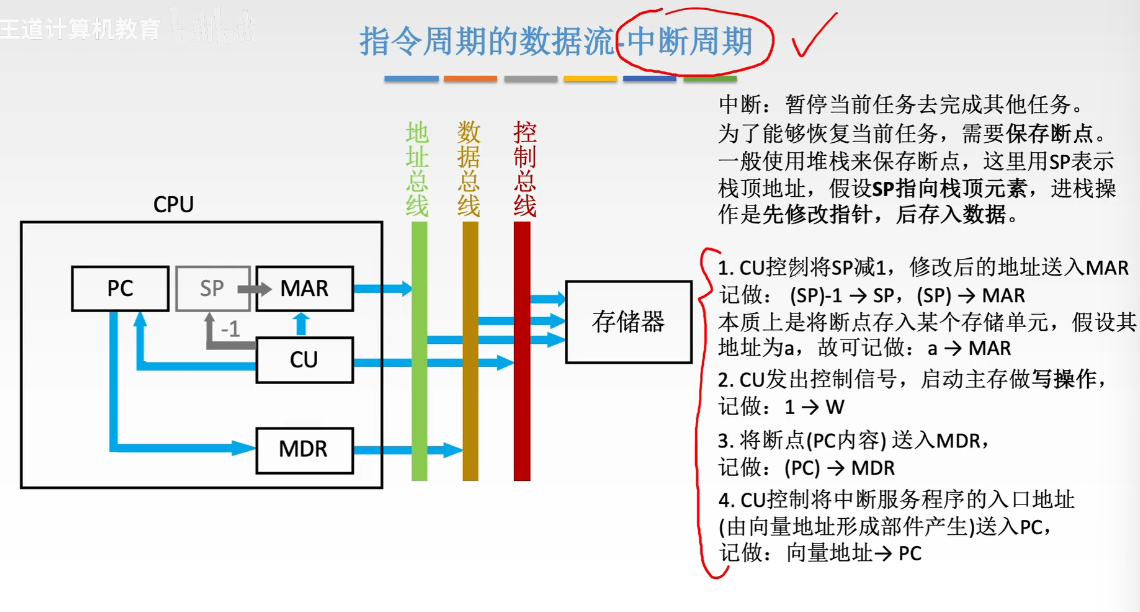 王道计算机教育
指令周期的数据流-中断周期
中断：暂停当前任务去完成其他任务。
为了能够恢复当前任务，需要保存断点。
一般使用堆栈来保存断点，这里用SP表示
栈顶地址，假设SP指向栈顶元素，进栈操
作是先修改指针，后存入数据。
地址总线
数据总线
控制总线
CPU
PC
SP
MAR
-1
CU
MDR
存储器
1. CU控制将SP减1，修改后的地址送入MAR
记做： (SP)-1 → SP，(SP) → MAR
本质上是将断点存入某个存储单元，假设其
地址为a，故可记做：a → MAR
2. CU发出控制信号，启动主存做写操作，
记做：1 → W
3. 将断点(PC内容) 送入MDR，
记做：(PC) → MDR
4. CU控制将中断服务程序的入口地址
(由向量地址形成部件产生)送入PC，
记做：向量地址→ PC